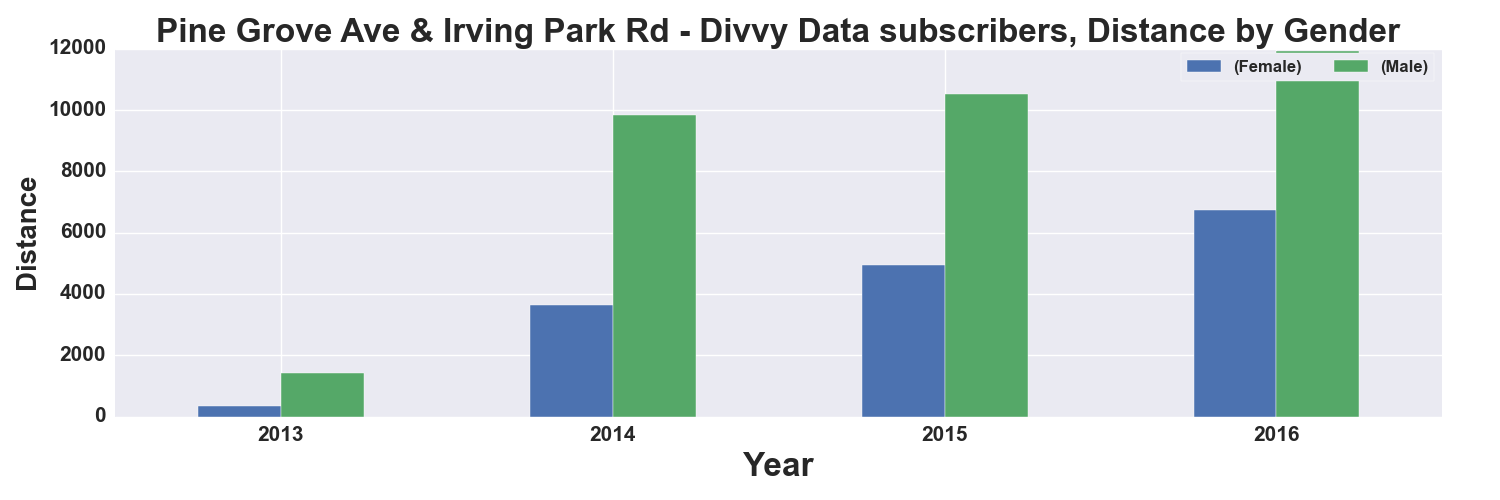 Pine Grove Ave & Irving Park Rd - Divvy Data subscribers, Distance by Gender
12000
10000
8000
6000
4000
2000
0
Distance
(Female) (Male)
2013 2014 2015 2016
Year